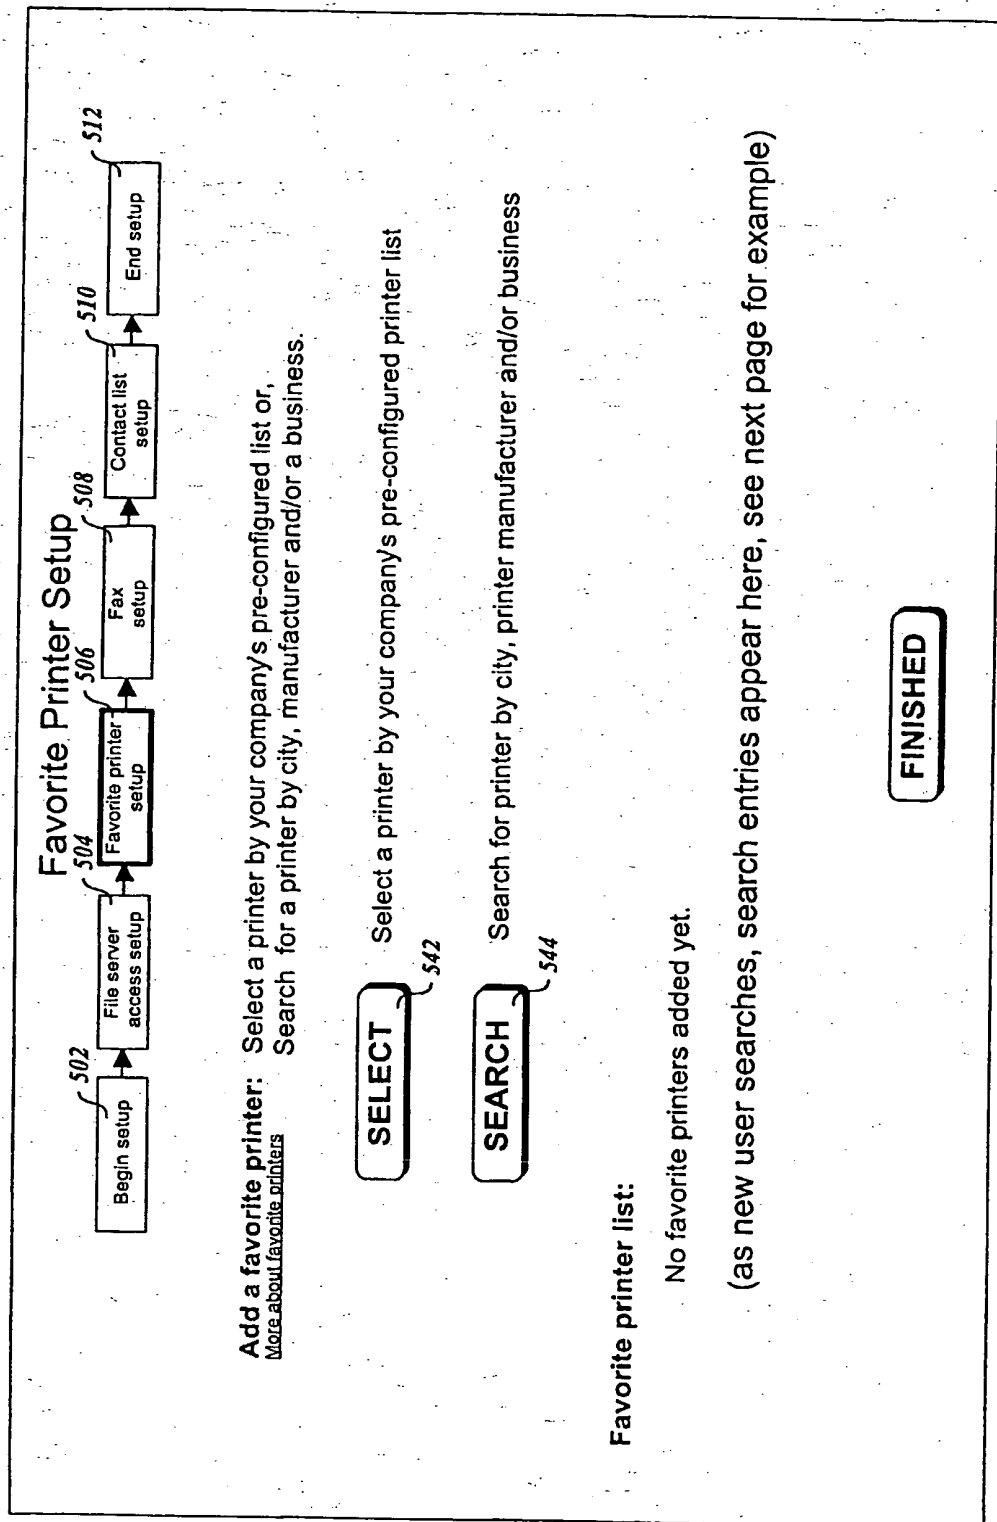 Favorite Printer Setup
502
504
506
508
510
512
Begin setup
File server
access setup
Favorite printer
setup
Fax
setup
Contact list
setup
End setup
Add a favorite printer: Select a printer by your company's pre-configured list or,
More about favorite printers
Search for a printer by city, manufacturer and/or a business.
SELECT
542
Select a printer by your company's pre-configured printer list
SEARCH
544
Search for printer by city, printer manufacturer and/or business
Favorite printer list:
No favorite printers added yet.
(as new user searches, search entries appear here, see next page for example)
FINISHED